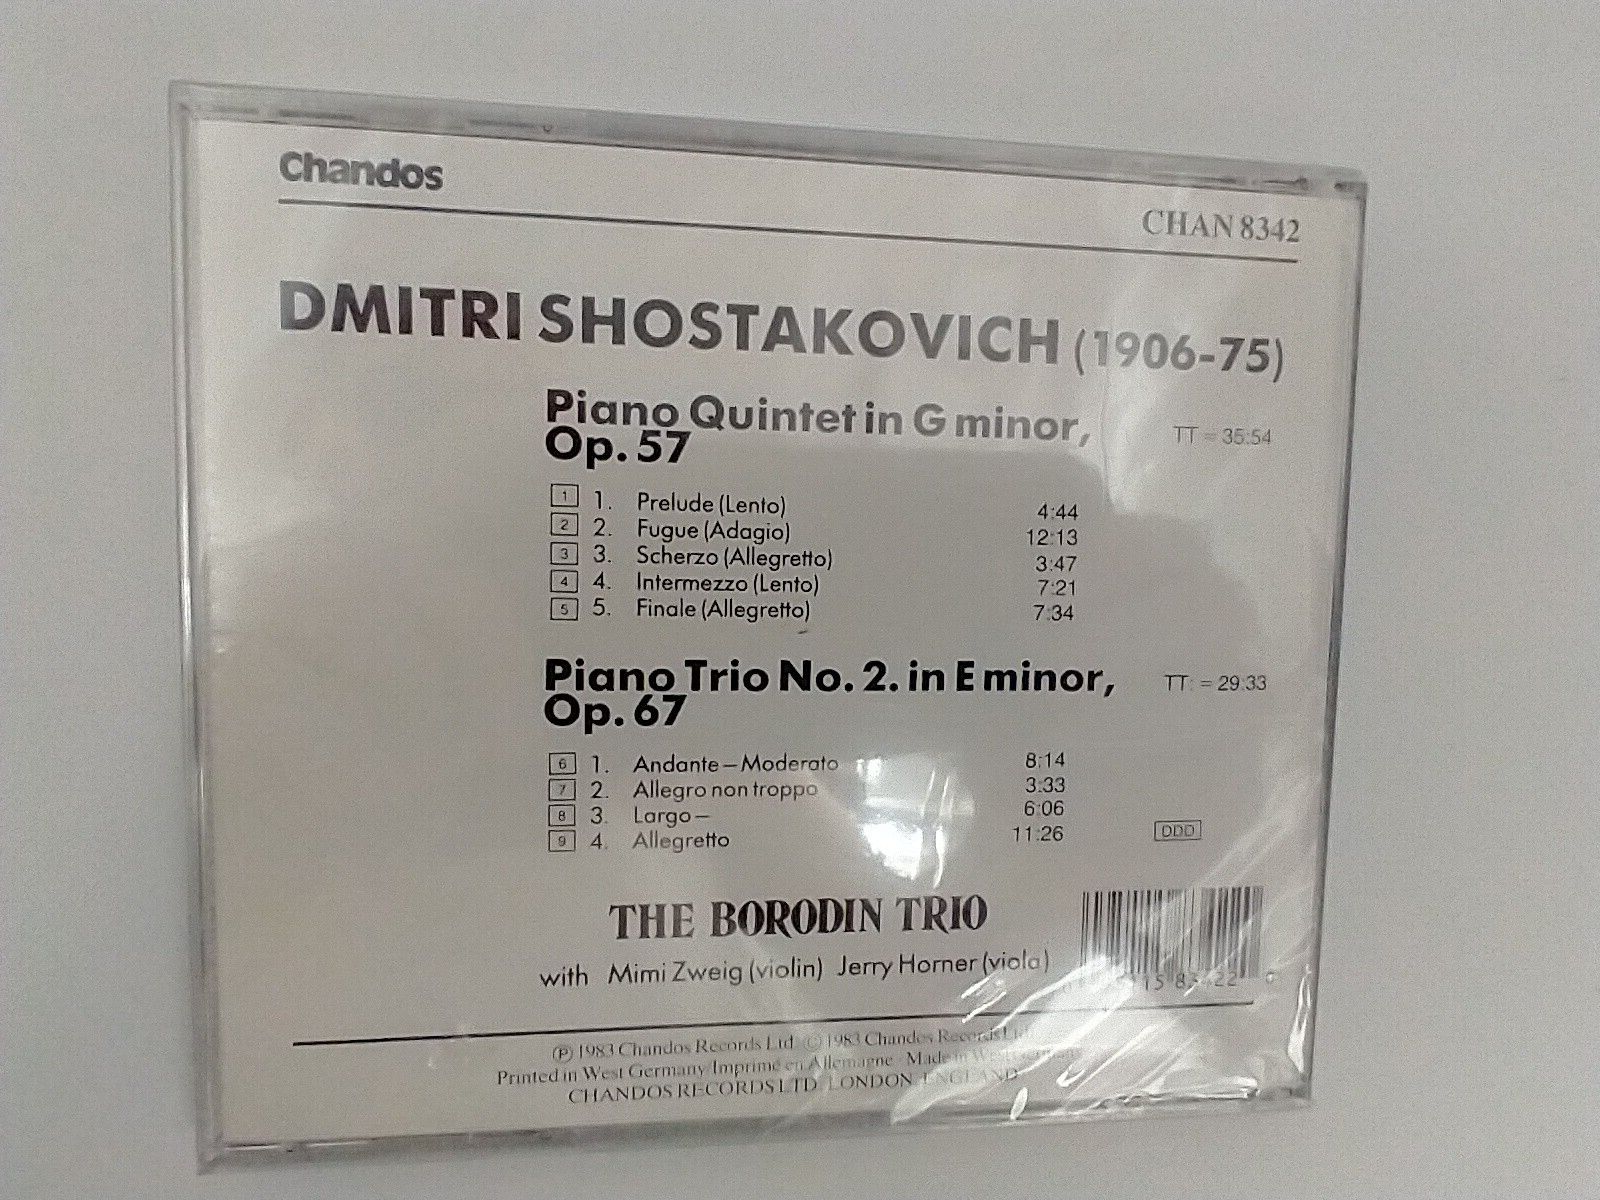 Chandos
CHAN 8342
DMITRI SHOSTAKOVICH (1906-75)
Piano Quintet in G minor, TT = 35:54
Op. 57
1 1. Prelude (Lento) 4:44
2 2. Fugue (Adagio) 12:13
3 3. Scherzo (Allegretto) 3:47
4 4. Intermezzo (Lento) 7:21
5 5. Finale (Allegretto) 7:34
Piano Trio No. 2. in E minor, TT: = 29:33
Op. 67
6 1. Andante – Moderato 8:14
7 2. Allegro non troppo 3:33
8 3. Largo – 6:06
9 4. Allegretto 11:26
DDD
THE BORODIN TRIO
with Mimi Zweig (violin) Jerry Horner (viola)
℗ 1983 Chandos Records Ltd. © 1983 Chandos Records
Printed in West Germany/Imprimé en Allemagne · Made in West
CHANDOS RECORDS LTD. LONDON, ENGLAND